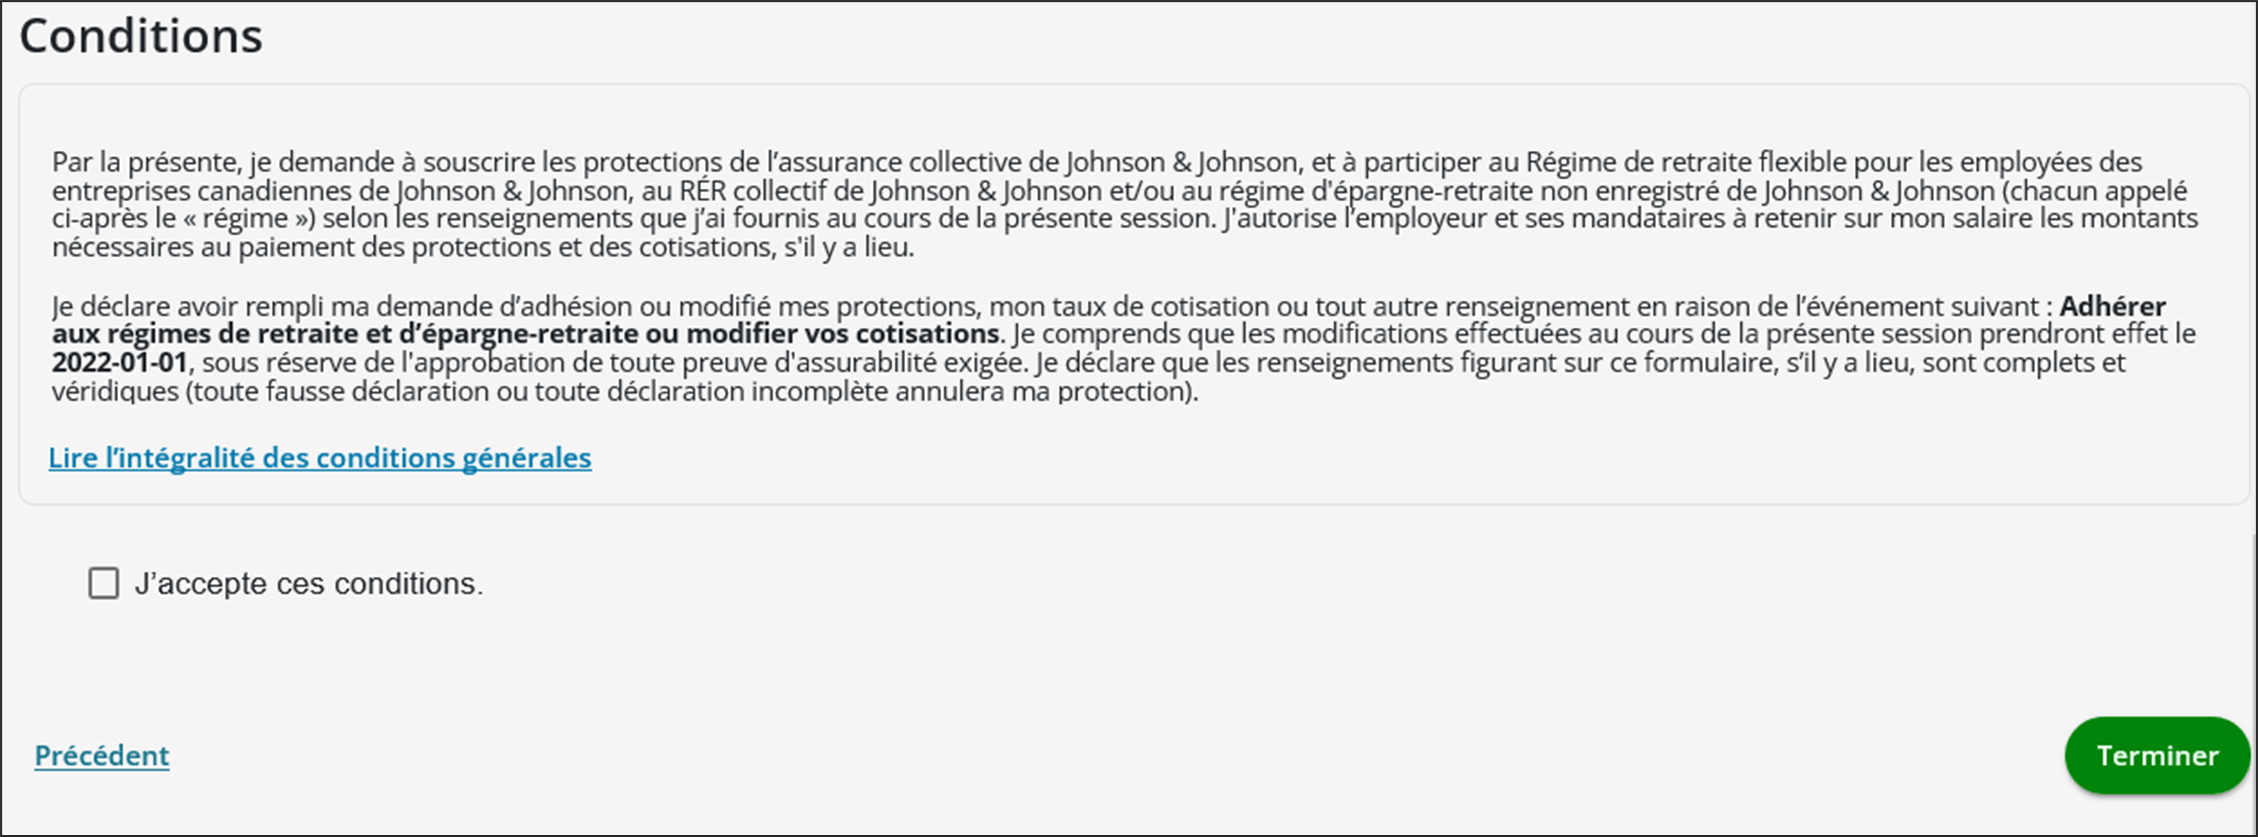 Conditions
Par la présente, je demande à souscrire les protections de l’assurance collective de Johnson & Johnson, et à participer au Régime de retraite flexible pour les employées des
entreprises canadiennes de Johnson & Johnson, au RÉR collectif de Johnson & Johnson et/ou au régime d'épargne-retraite non enregistré de Johnson & Johnson (chacun appelé
ci-après le « régime ») selon les renseignements que j’ai fournis au cours de la présente session. J'autorise l’employeur et ses mandataires à retenir sur mon salaire les montants
nécessaires au paiement des protections et des cotisations, s'il y a lieu.
Je déclare avoir rempli ma demande d’adhésion ou modifié mes protections, mon taux de cotisation ou tout autre renseignement en raison de l’événement suivant : Adhérer
aux régimes de retraite et d’épargne-retraite ou modifier vos cotisations. Je comprends que les modifications effectuées au cours de la présente session prendront effet le
2022-01-01, sous réserve de l'approbation de toute preuve d'assurabilité exigée. Je déclare que les renseignements figurant sur ce formulaire, s’il y a lieu, sont complets et
véridiques (toute fausse déclaration ou toute déclaration incomplète annulera ma protection).
Lire l’intégralité des conditions générales
J’accepte ces conditions.
Précédent
Terminer